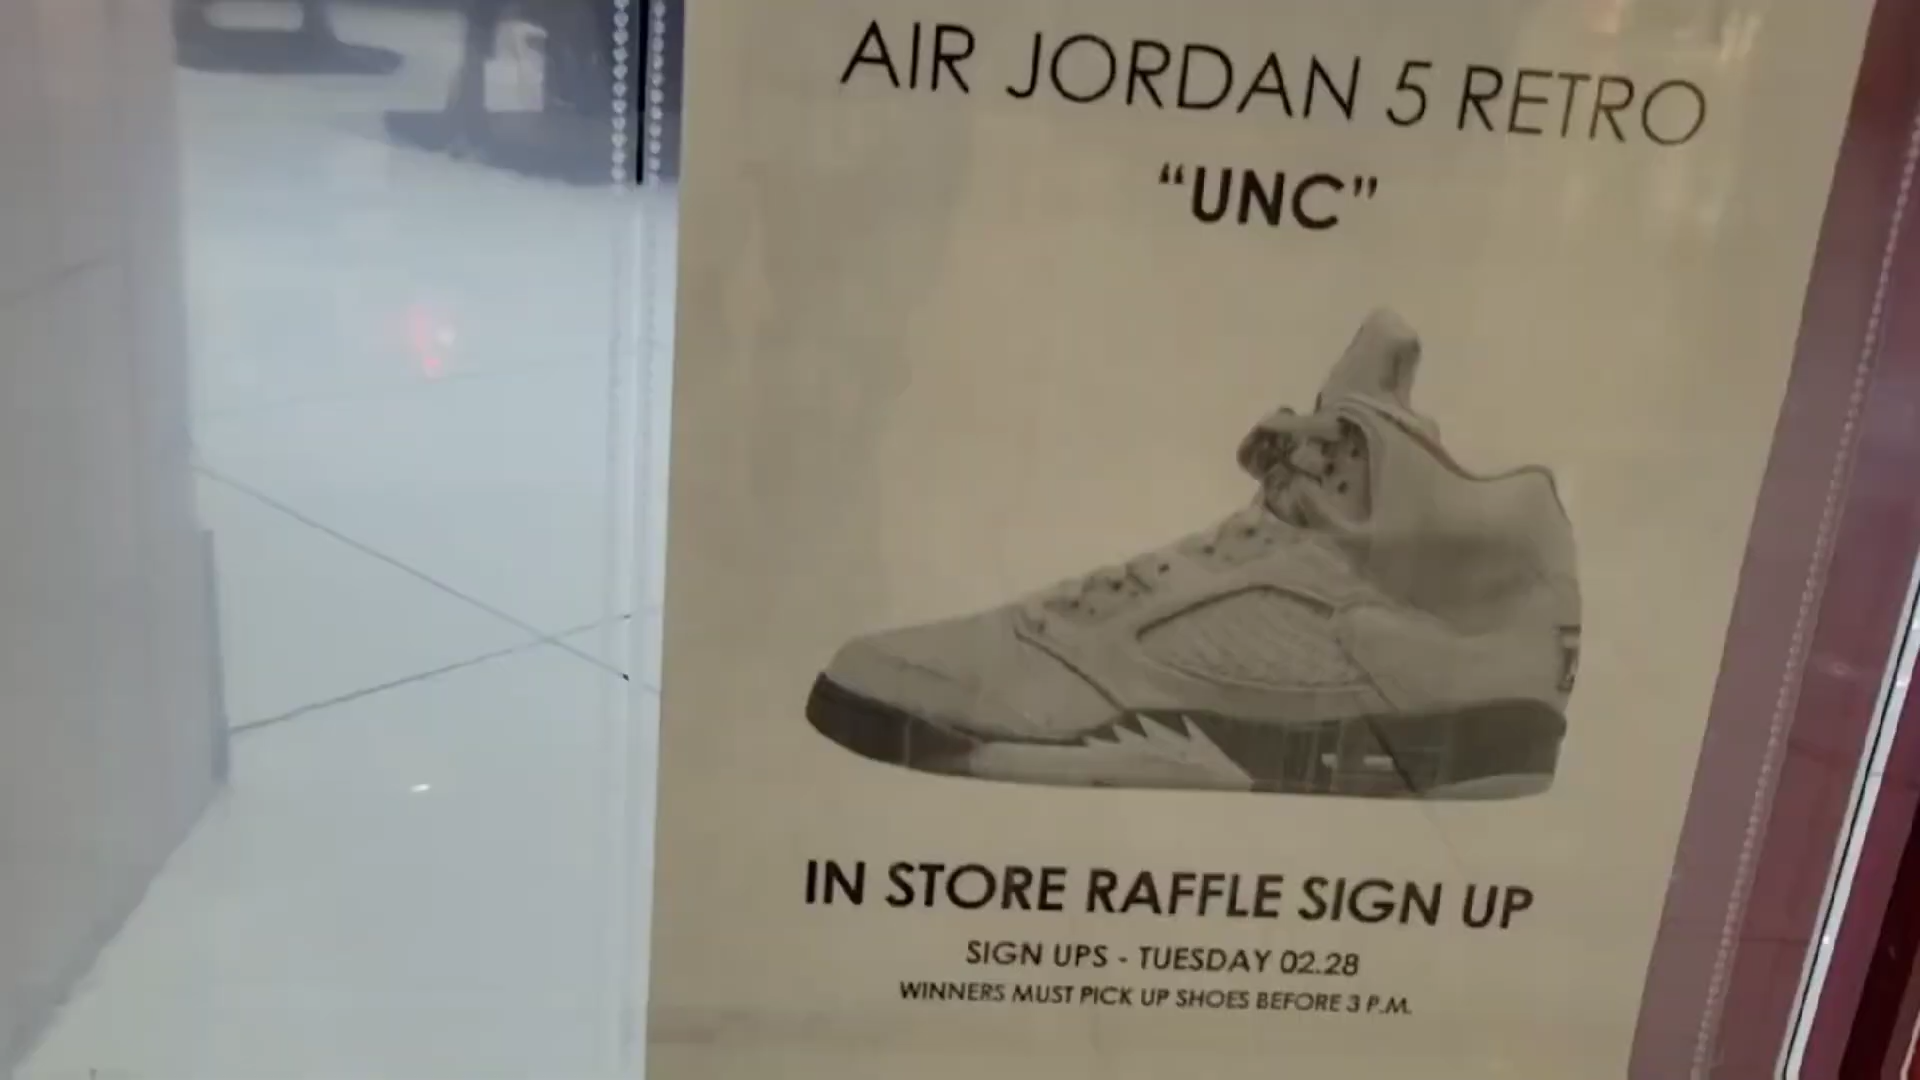 AIR JORDAN 5 RETRO
“UNC”
IN STORE RAFFLE SIGN UP
SIGN UPS - TUESDAY 02.28
WINNERS MUST PICK UP SHOES BEFORE 3 P.M.